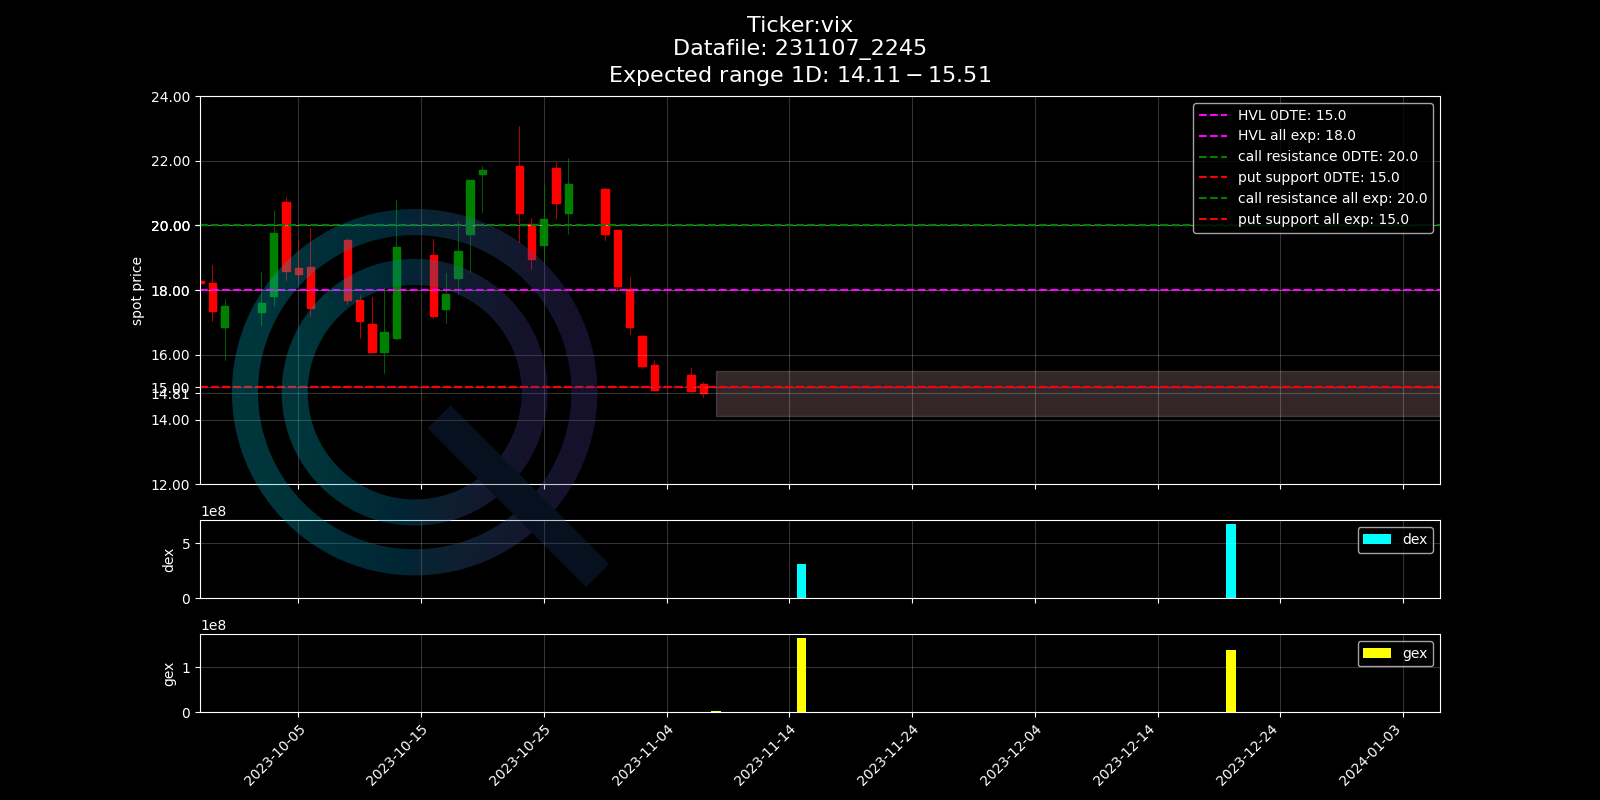 Ticker:vix
Datafile: 231107_2245
Expected range 1D: 14.11 − 15.51
24.00
22.00
20.00
18.00
16.00
15.00
14.81
14.00
12.00
spot price
HVL 0DTE: 15.0
HVL all exp: 18.0
call resistance 0DTE: 20.0
put support 0DTE: 15.0
call resistance all exp: 20.0
put support all exp: 15.0
1e8
5
0
dex
dex
1e8
1
0
gex
gex
2023-10-05
2023-10-15
2023-10-25
2023-11-04
2023-11-14
2023-11-24
2023-12-04
2023-12-14
2023-12-24
2024-01-03